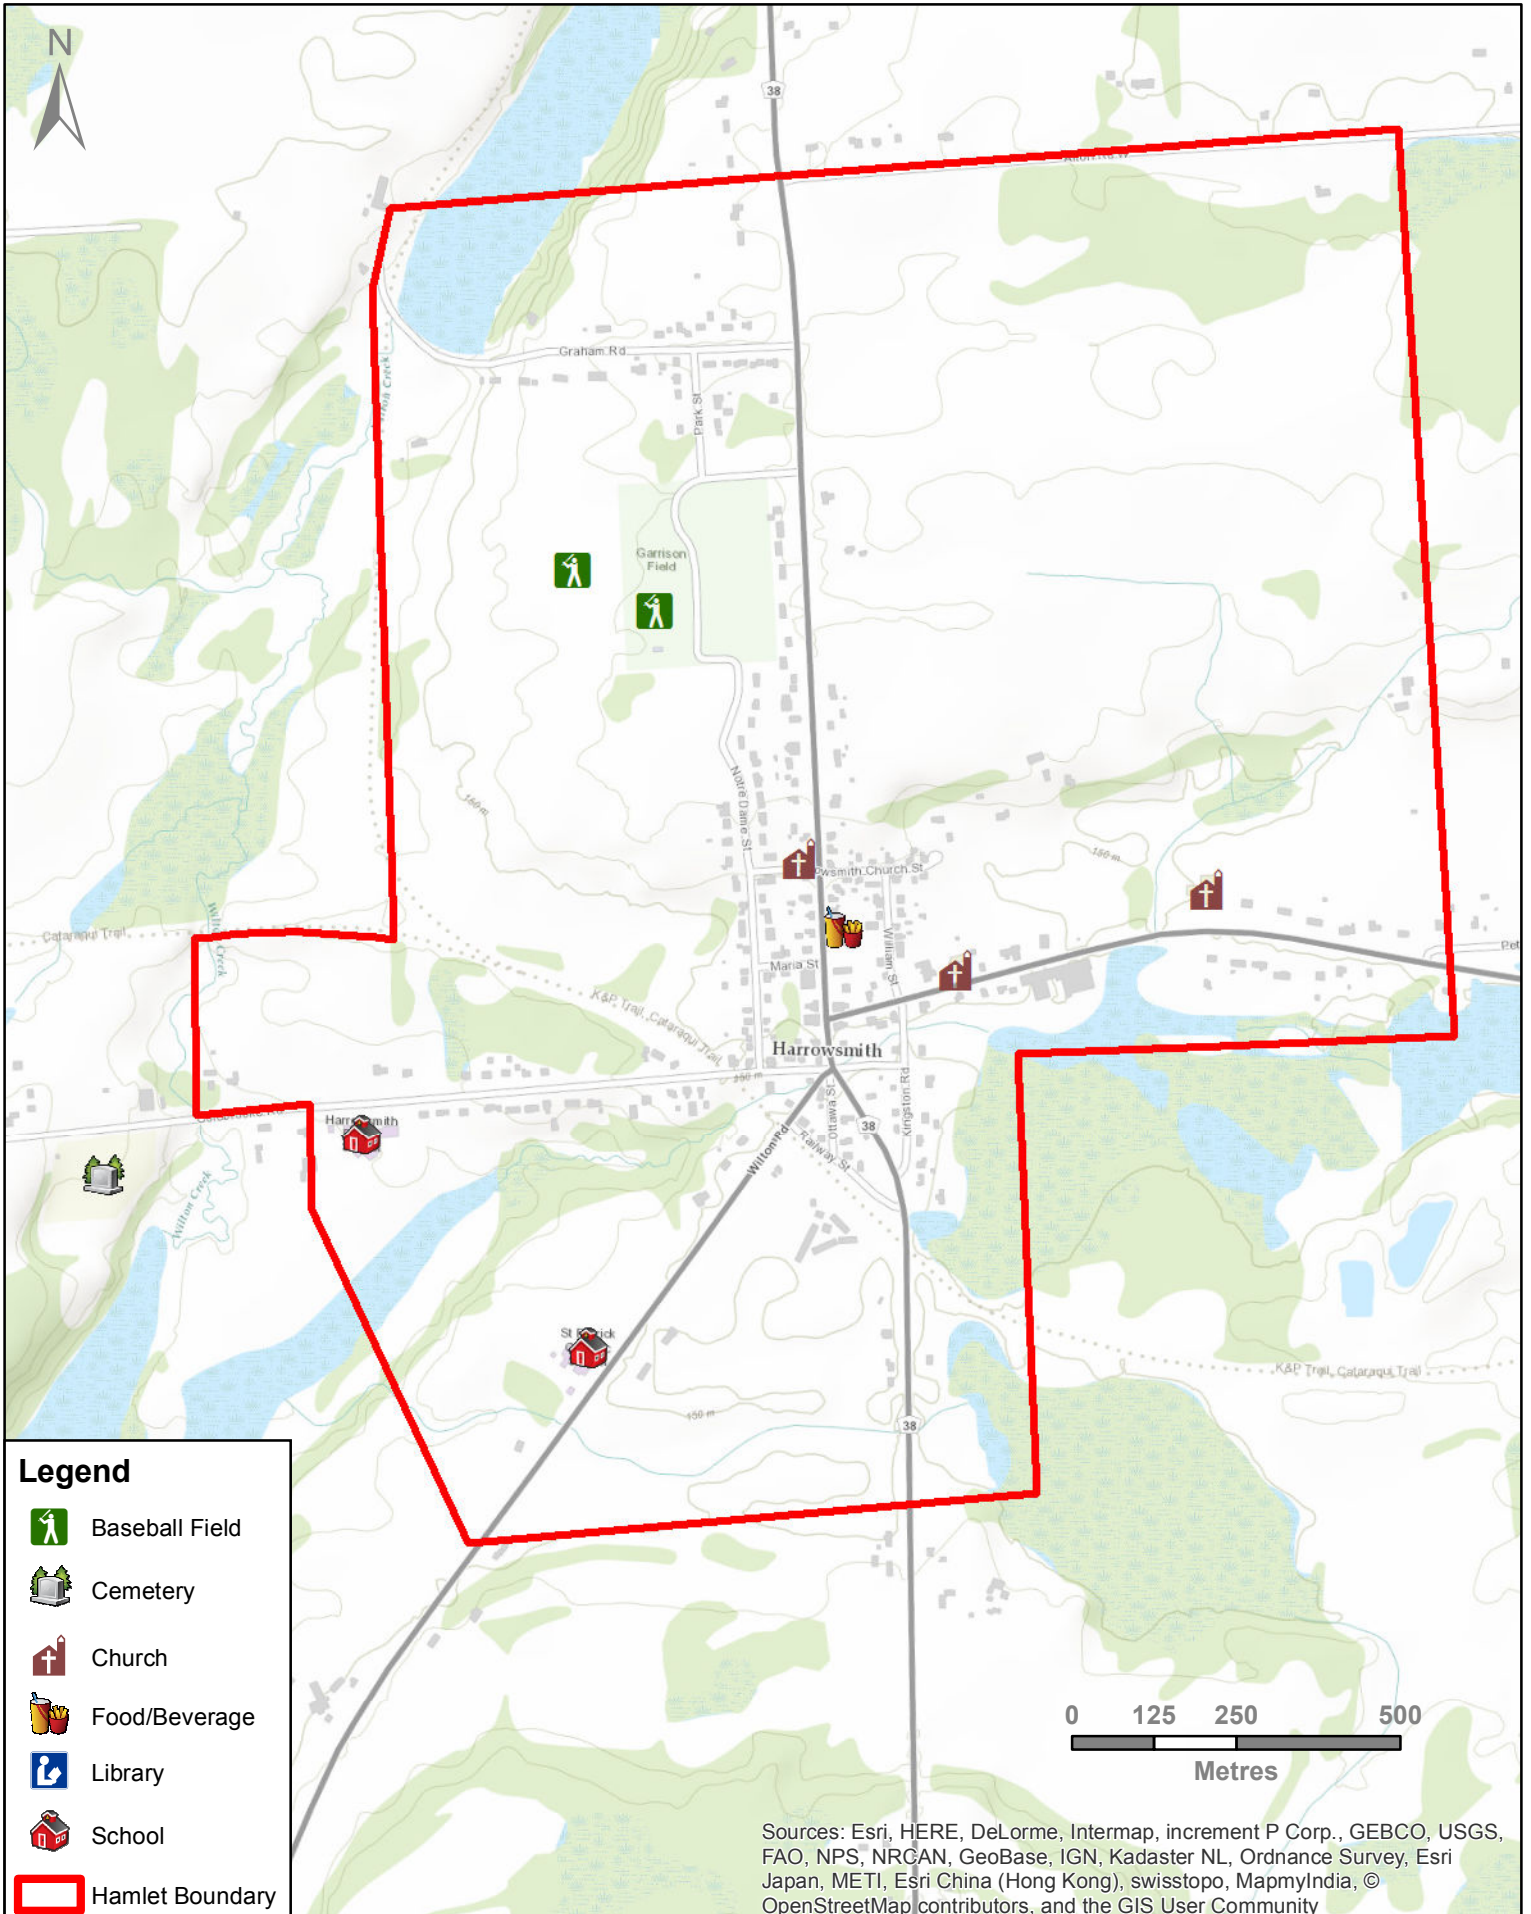 N
38
Graham Rd
Park St
Garrison
Field
Notre Dame St
160 m
Church St
150 m
William St
Maria St
Cataraqui Trail
Creek
K&P Trail, Cataraqui Trail
Harrowsmith
150 m
Ottawa St
Kingston Rd
38
Wilton Rd
Railway St
Wilton Creek
St
K&P Trail, Cataraqui Trail
150 m
38
Legend
Baseball Field
Cemetery
Church
Food/Beverage
Library
School
Hamlet Boundary
0 125 250 500
Metres
Sources: Esri, HERE, DeLorme, Intermap, increment P Corp., GEBCO, USGS,
FAO, NPS, NRCAN, GeoBase, IGN, Kadaster NL, Ordnance Survey, Esri
Japan, METI, Esri China (Hong Kong), swisstopo, MapmyIndia, ©
OpenStreetMap contributors, and the GIS User Community